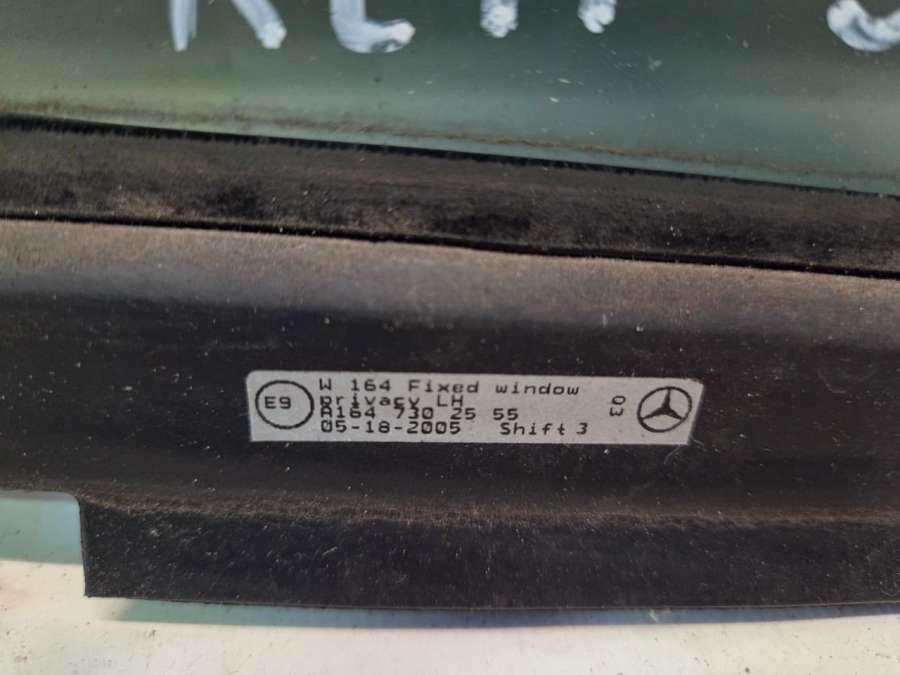 E9
W 164 Fixed window
privacy LH
A164 730 25 55
05-18-2005 Shift 3
03